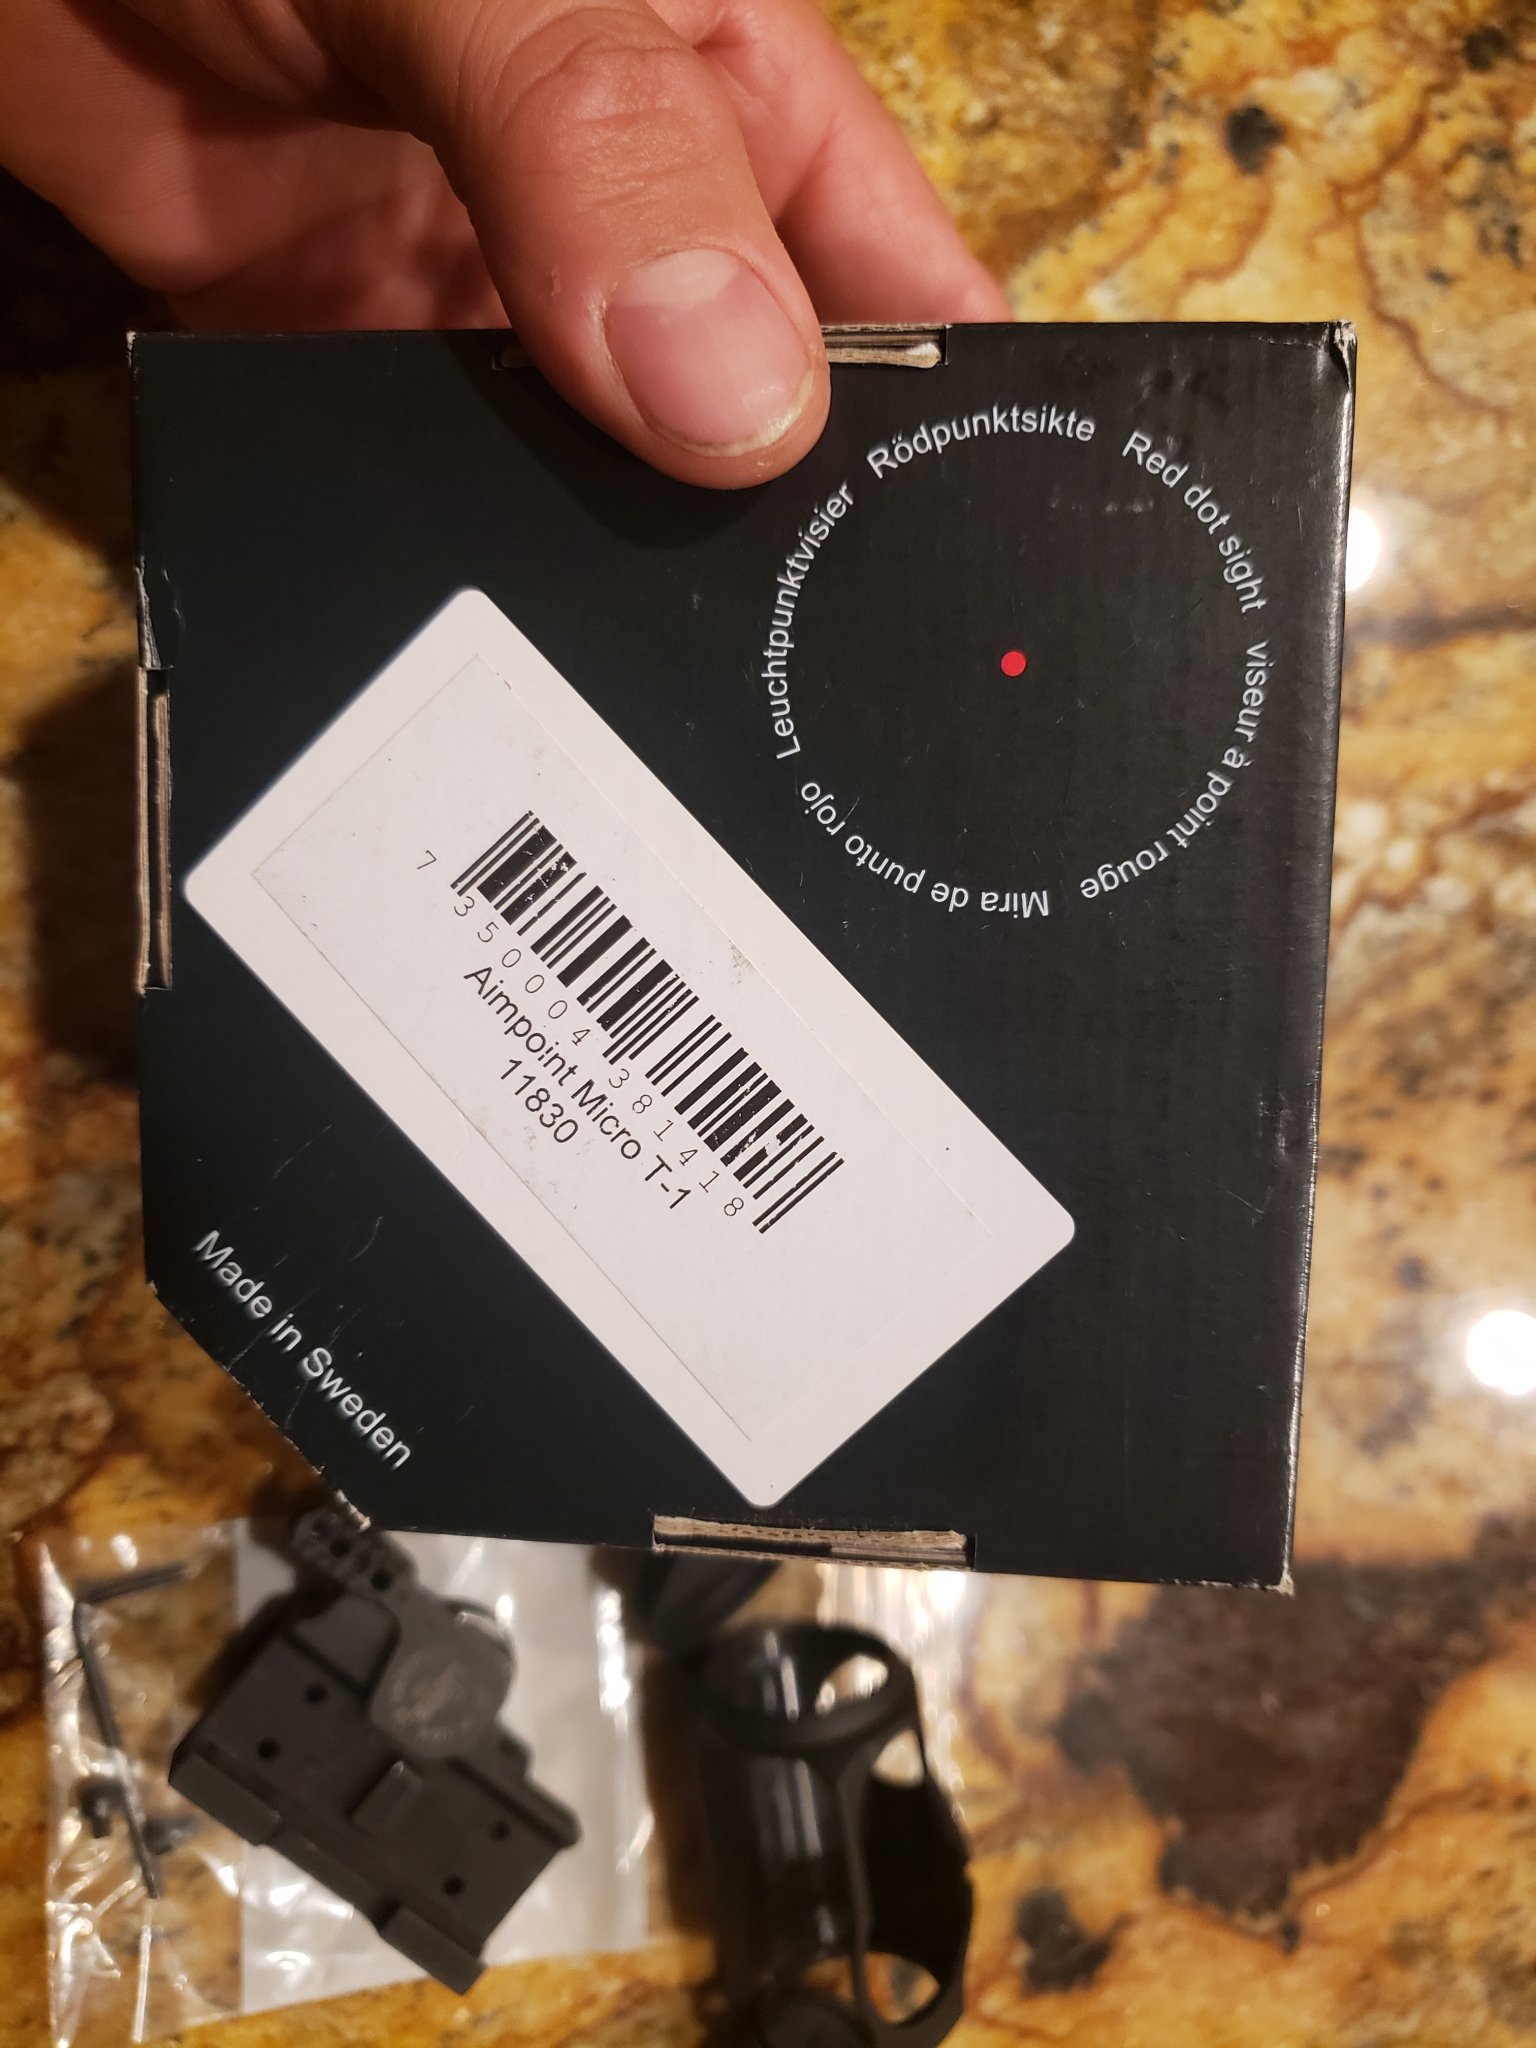 Rödpunktsikte Red dot sight viseur à point rouge Mira de punto rojo Leuchtpunktvisier
7 350004 381418
Aimpoint Micro T-1
11830
Made in Sweden